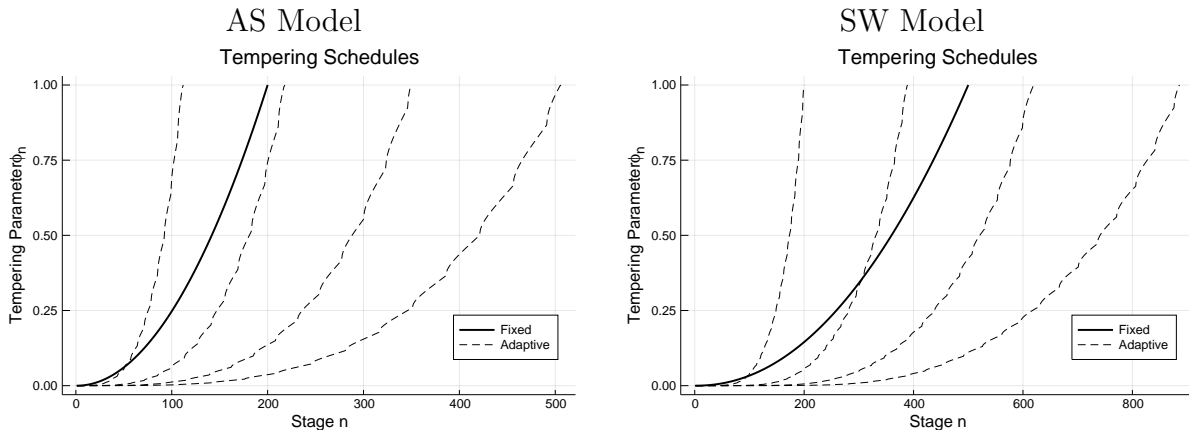 AS Model
Tempering Schedules
Tempering Parameterϕn
1.00
0.75
0.50
0.25
0.00
Fixed
Adaptive
0 100 200 300 400 500
Stage n
SW Model
Tempering Schedules
Tempering Parameterϕn
1.00
0.75
0.50
0.25
0.00
Fixed
Adaptive
0 200 400 600 800
Stage n